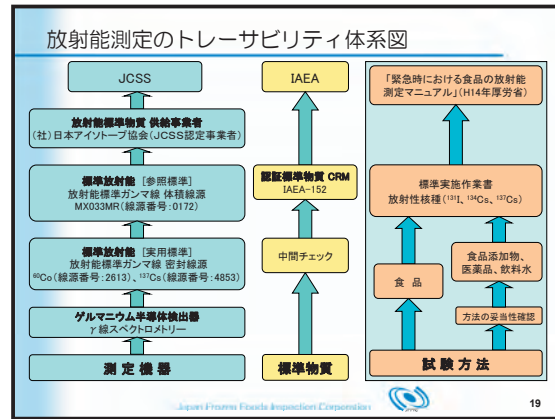 放射能測定のトレーサビリティ体系図
JCSS
放射能標準物質 供給事業者
(社)日本アイソトープ協会(JCSS認定事業者)
標準放射能 [参照標準]
放射能標準ガンマ線 体積線源
MX033MR(線源番号:0172)
標準放射能 [実用標準]
放射能標準ガンマ線 密封線源
⁶⁰Co(線源番号:2613)、¹³⁷Cs(線源番号:4853)
ゲルマニウム半導体検出器
γ線スペクトロメトリー
測定機器
IAEA
認証標準物質 CRM
IAEA-152
中間チェック
標準物質
「緊急時における食品の放射能
測定マニュアル」(H14年厚労省)
標準実施作業書
放射性核種(¹³¹I、¹³⁴Cs、¹³⁷Cs)
食品
食品添加物、
医薬品、飲料水
方法の妥当性確認
試験方法
Japan Frozen Foods Inspection Corporation
19